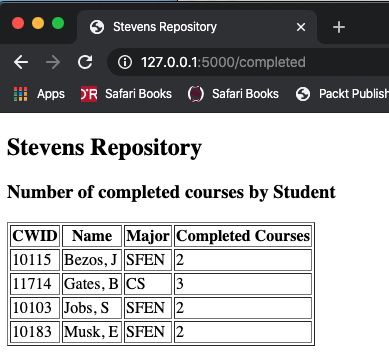 Stevens Repository
127.0.0.1:5000/completed
Apps Safari Books Safari Books Packt Publish
Stevens Repository
Number of completed courses by Student
CWID Name Major Completed Courses
10115 Bezos, J SFEN 2
11714 Gates, B CS 3
10103 Jobs, S SFEN 2
10183 Musk, E SFEN 2